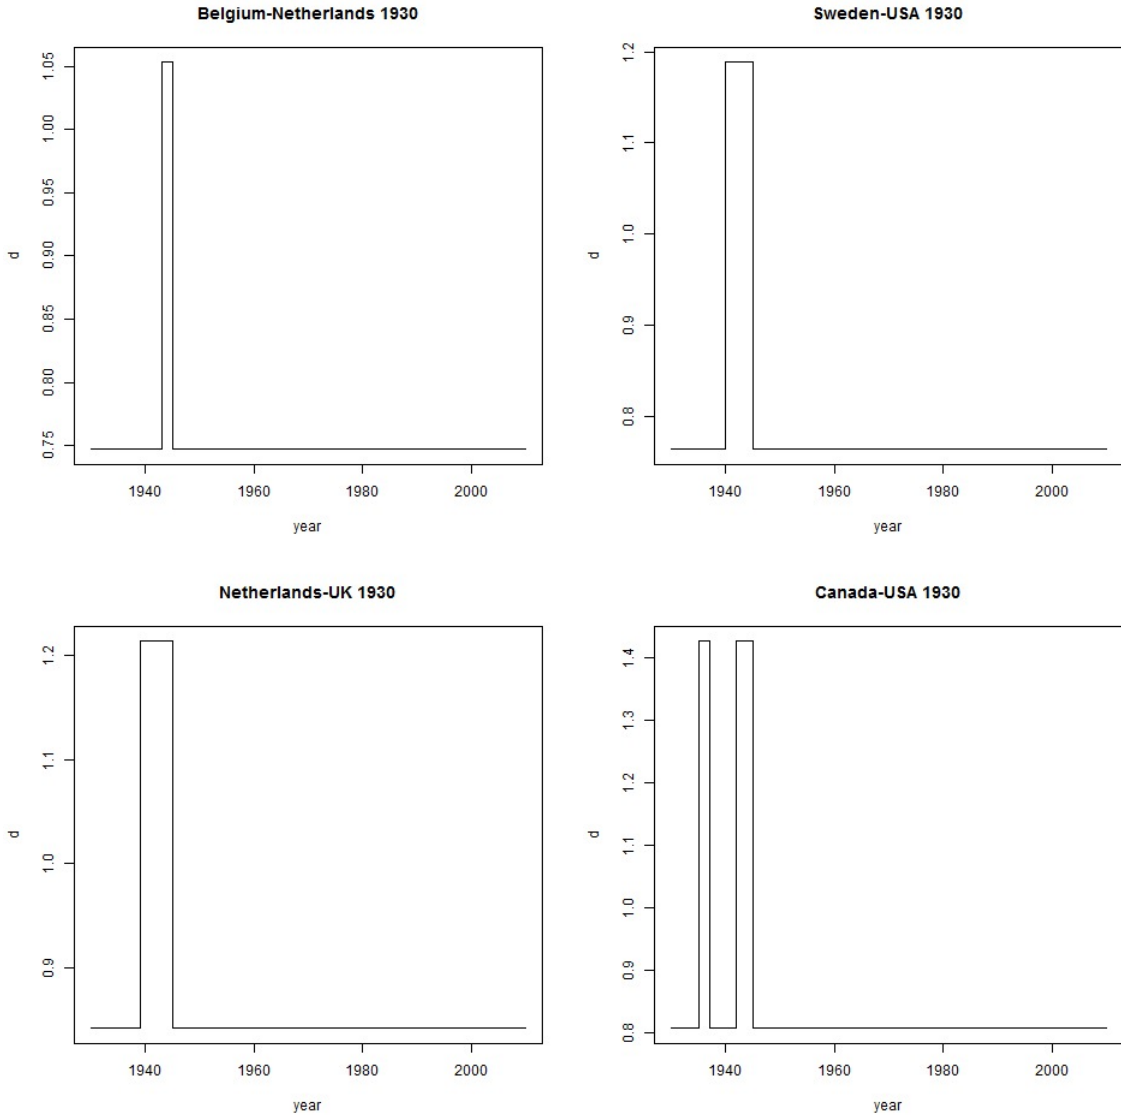 Belgium-Netherlands 1930
d
0.75 0.80 0.85 0.90 0.95 1.00 1.05
1940 1960 1980 2000
year
Sweden-USA 1930
d
0.8 0.9 1.0 1.1 1.2
1940 1960 1980 2000
year
Netherlands-UK 1930
d
0.9 1.0 1.1 1.2
1940 1960 1980 2000
year
Canada-USA 1930
d
0.8 0.9 1.0 1.1 1.2 1.3 1.4
1940 1960 1980 2000
year